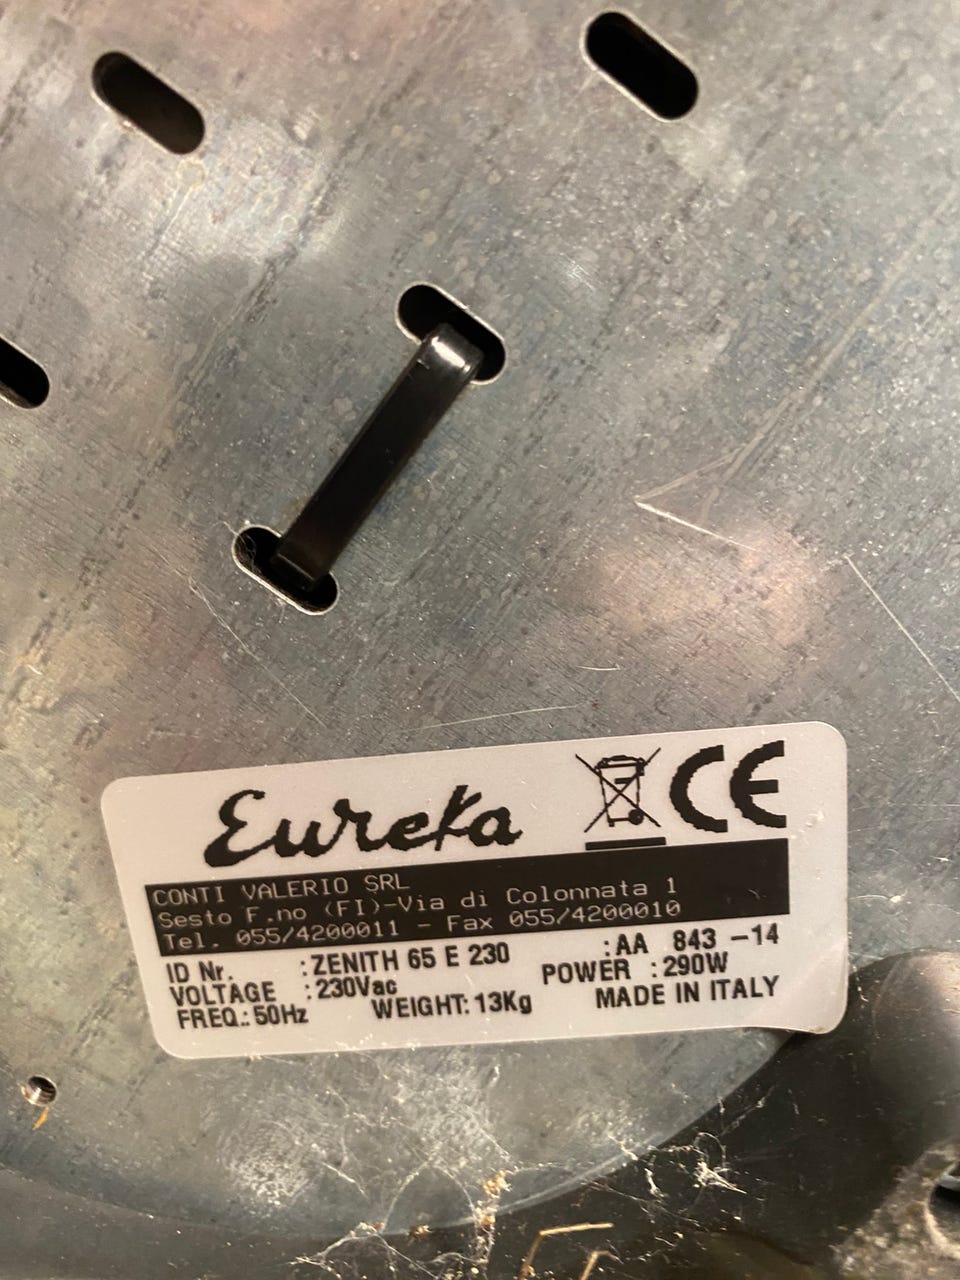 Eureka CE
CONTI VALERIO SRL
Sesto F.no (FI)-Via di Colonnata 1
Tel. 055/4200011 - Fax 055/4200010
ID Nr. :ZENITH 65 E 230 :AA 843 -14
VOLTAGE :230Vac POWER :290W
FREQ.:50Hz WEIGHT:13Kg MADE IN ITALY